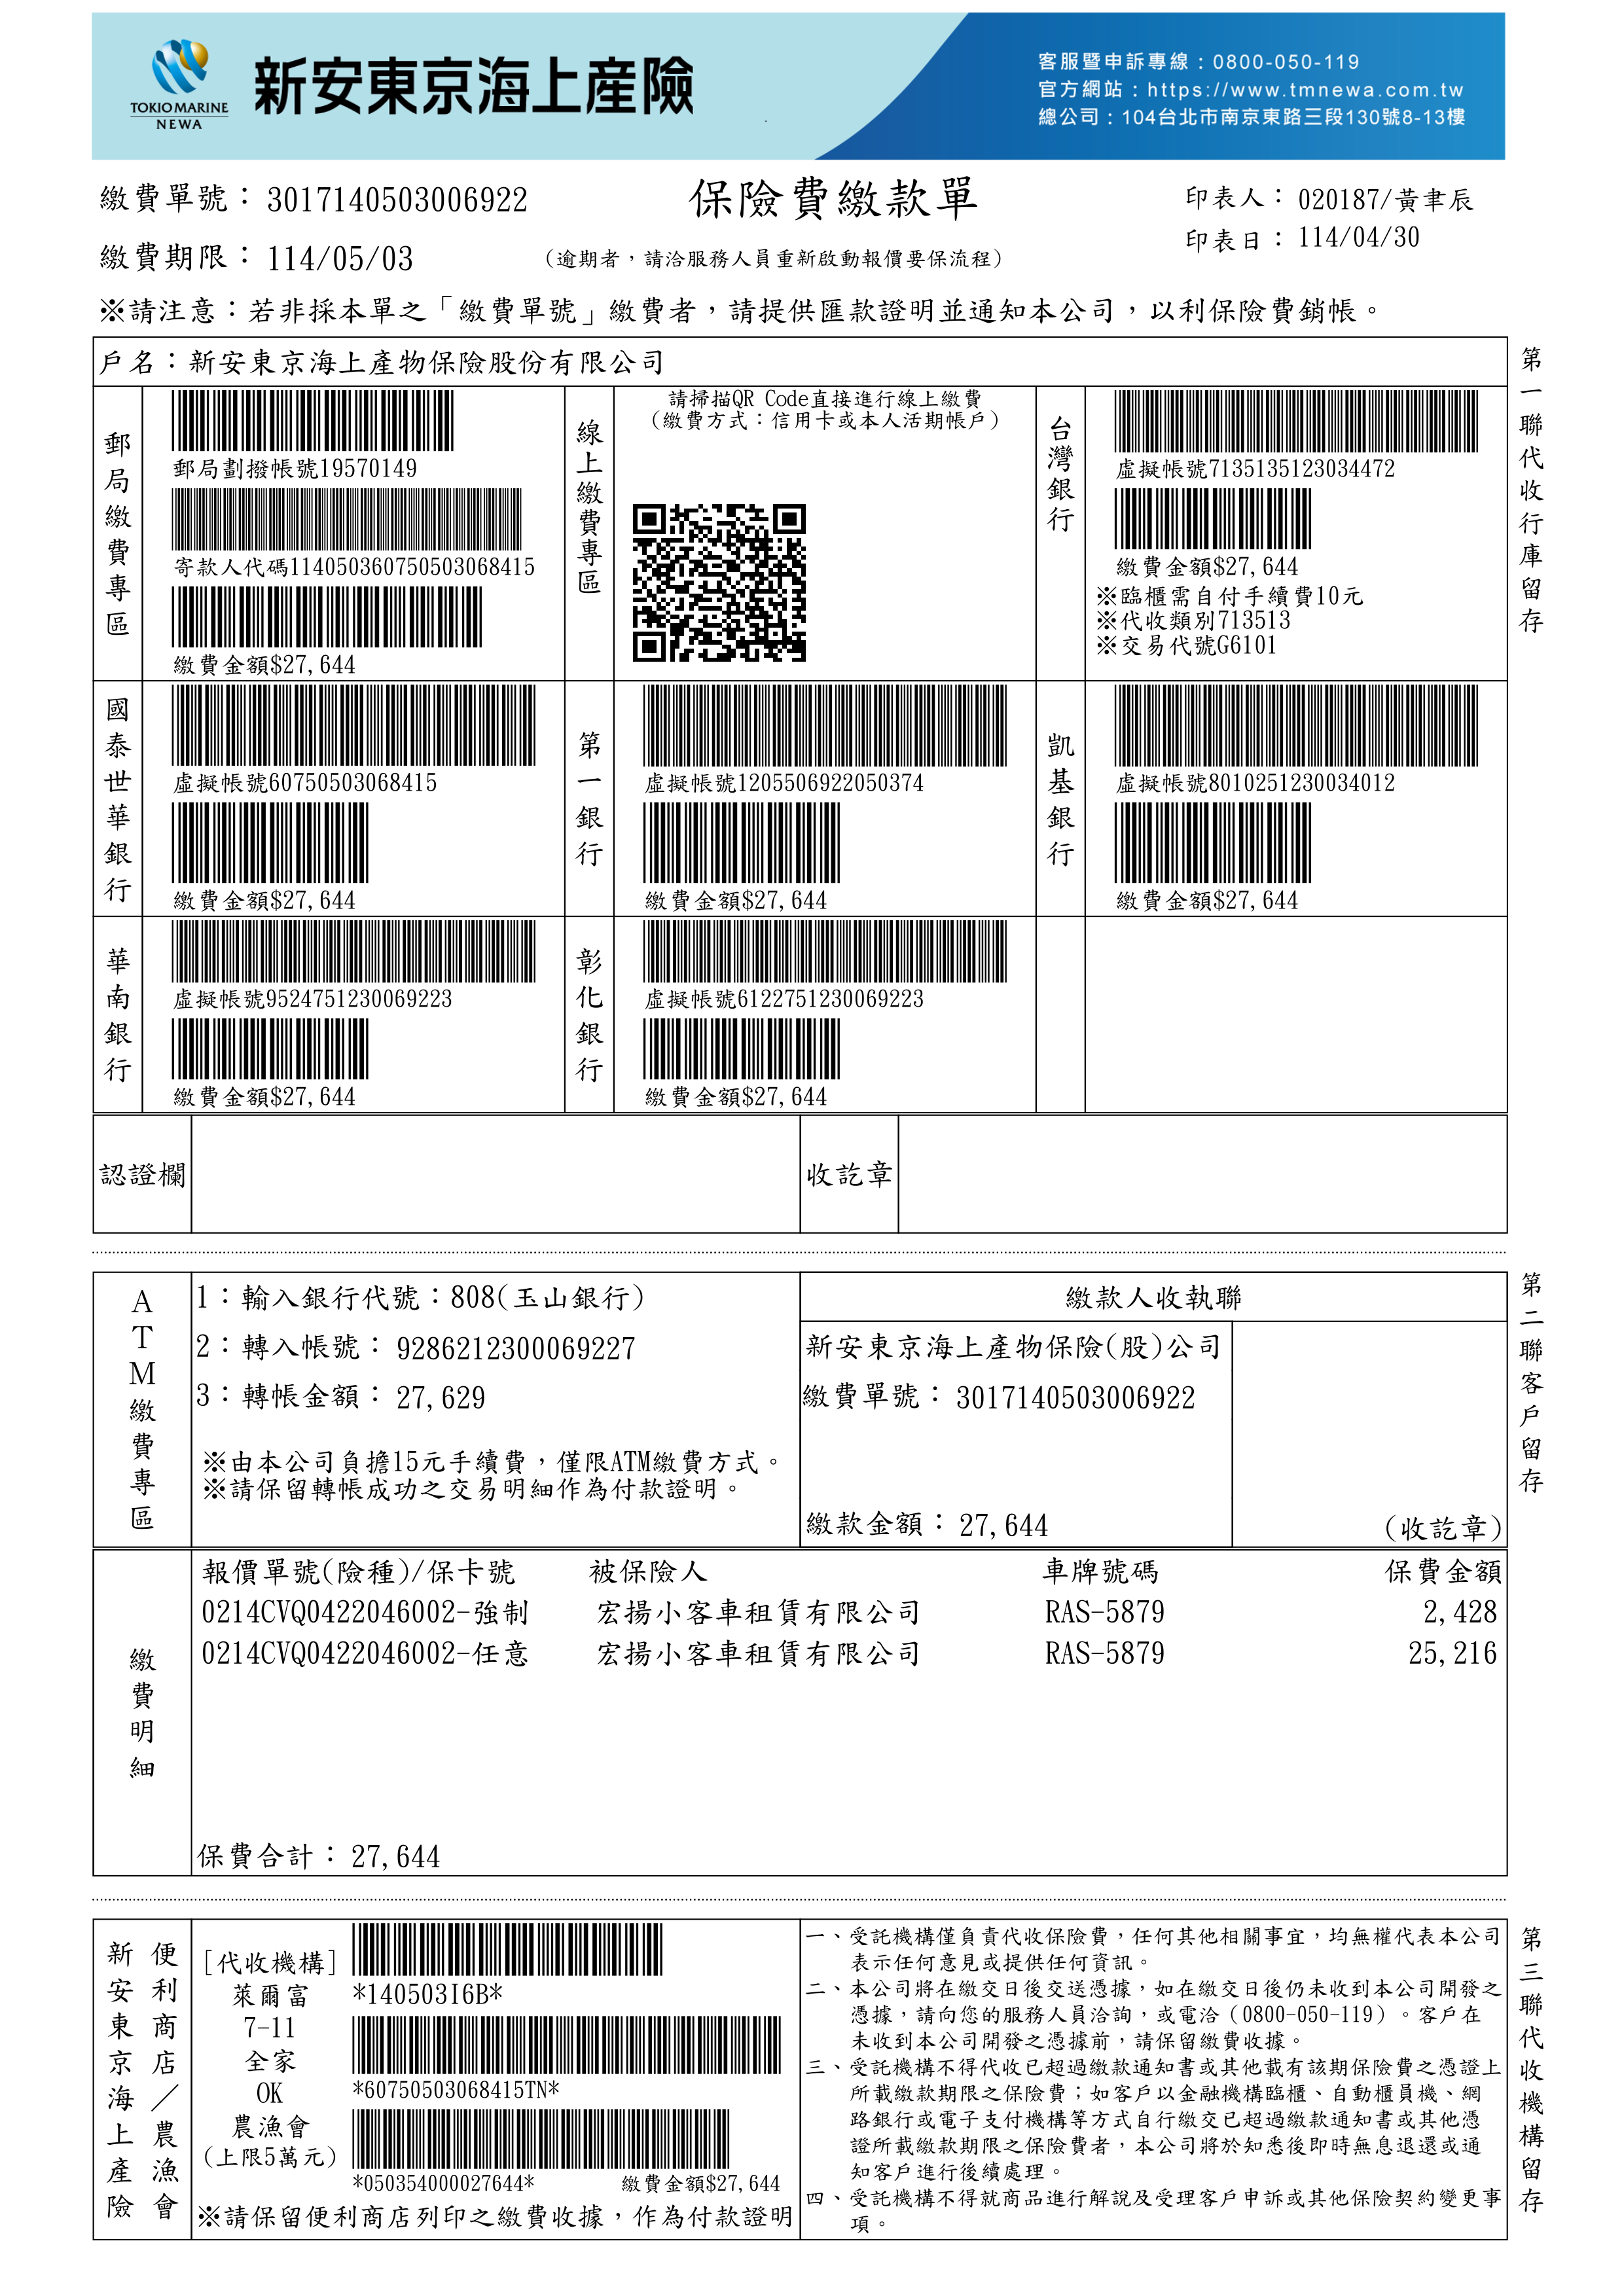 TOKIO MARINE
NEWA
新安東京海上産險
客服暨申訴專線：0800-050-119
官方網站：https://www.tmnewa.com.tw
總公司：104台北市南京東路三段130號8-13樓
繳費單號：3017140503006922
保險費繳款單
印表人：020187/黃聿辰
繳費期限：114/05/03
（逾期者，請洽服務人員重新啟動報價要保流程）
印表日：114/04/30
※請注意：若非採本單之「繳費單號」繳費者，請提供匯款證明並通知本公司，以利保險費銷帳。
戶名：新安東京海上產物保險股份有限公司
第一聯代收行庫留存
郵局繳費專區
郵局劃撥帳號19570149
寄款人代碼114050360750503068415
繳費金額$27,644
線上繳費專區
請掃描QR Code直接進行線上繳費
（繳費方式：信用卡或本人活期帳戶）
台灣銀行
虛擬帳號7135135123034472
繳費金額$27,644
※臨櫃需自付手續費10元
※代收類別713513
※交易代號G6101
國泰世華銀行
虛擬帳號60750503068415
繳費金額$27,644
第一銀行
虛擬帳號1205506922050374
繳費金額$27,644
凱基銀行
虛擬帳號8010251230034012
繳費金額$27,644
華南銀行
虛擬帳號9524751230069223
繳費金額$27,644
彰化銀行
虛擬帳號6122751230069223
繳費金額$27,644
認證欄
收訖章
第二聯客戶留存
ATM繳費專區
1：輸入銀行代號：808(玉山銀行)
2：轉入帳號：9286212300069227
3：轉帳金額：27,629
※由本公司負擔15元手續費，僅限ATM繳費方式。
※請保留轉帳成功之交易明細作為付款證明。
繳款人收執聯
新安東京海上產物保險(股)公司
繳費單號：3017140503006922
繳款金額：27,644
(收訖章)
繳費明細
報價單號(險種)/保卡號 被保險人 車牌號碼 保費金額
0214CVQ0422046002-強制 宏揚小客車租賃有限公司 RAS-5879 2,428
0214CVQ0422046002-任意 宏揚小客車租賃有限公司 RAS-5879 25,216
保費合計：27,644
第三聯代收機構留存
新安東京海上產險
便利商店／農漁會
[代收機構]
萊爾富
7-11
全家
OK
農漁會
(上限5萬元)
*140503I6B*
*60750503068415TN*
*050354000027644*
繳費金額$27,644
※請保留便利商店列印之繳費收據，作為付款證明
一、受託機構僅負責代收保險費，任何其他相關事宜，均無權代表本公司
表示任何意見或提供任何資訊。
二、本公司將在繳交日後交送憑據，如在繳交日後仍未收到本公司開發之
憑據，請向您的服務人員洽詢，或電洽（0800-050-119）。客戶在
未收到本公司開發之憑據前，請保留繳費收據。
三、受託機構不得代收已超過繳款通知書或其他載有該期保險費之憑證上
所載繳款期限之保險費；如客戶以金融機構臨櫃、自動櫃員機、網
路銀行或電子支付機構等方式自行繳交已超過繳款通知書或其他憑
證所載繳款期限之保險費者，本公司將於知悉後即時無息退還或通
知客戶進行後續處理。
四、受託機構不得就商品進行解說及受理客戶申訴或其他保險契約變更事
項。